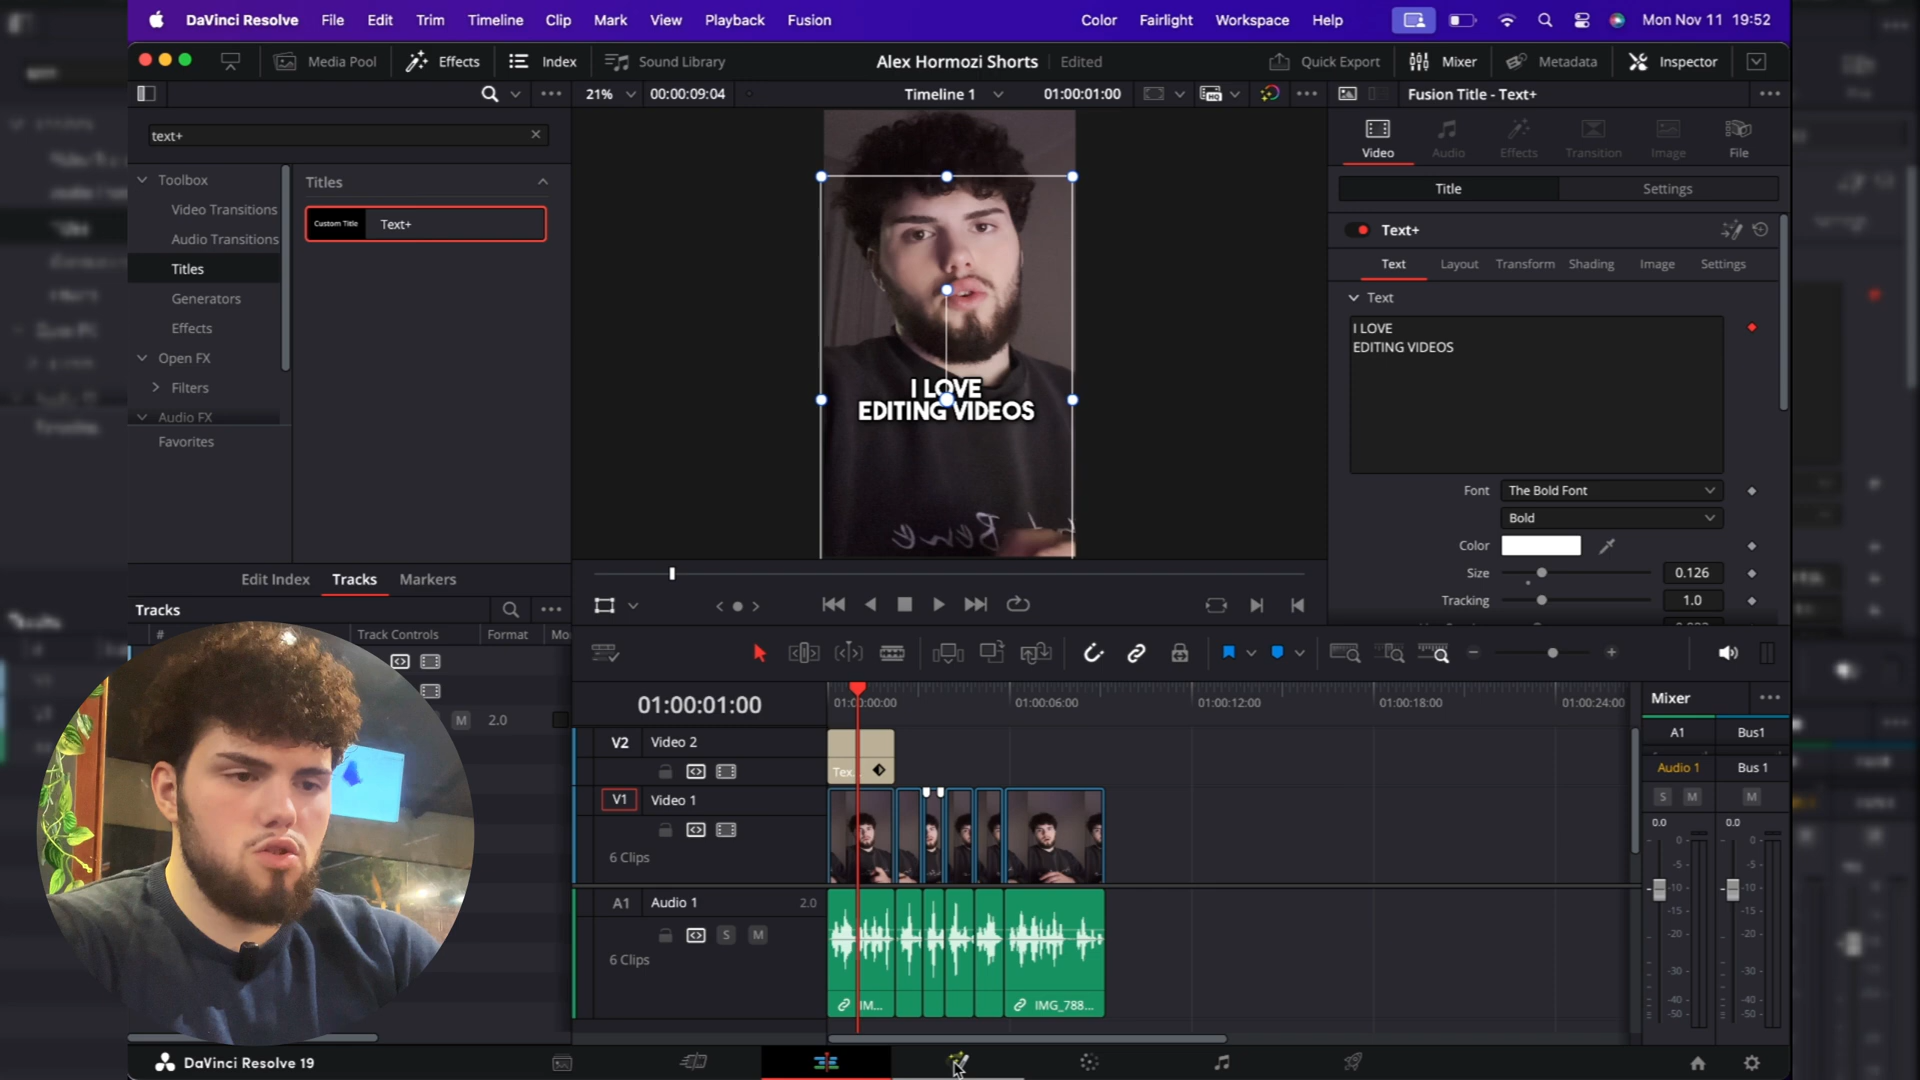 DaVinci Resolve File Edit Trim Timeline Clip Mark View Playback Fusion Color Fairlight Workspace Help Mon Nov 11 19:52
Media Pool Effects Index Sound Library Alex Hormozi Shorts Edited Quick Export Mixer Metadata Inspector
21% 00:00:09:04 Timeline 1 01:00:01:00 Fusion Title - Text+
text+
Video Audio Effects Transition Image File
Toolbox
Video Transitions
Audio Transitions
Titles
Generators
Effects
Open FX
Filters
Audio FX
Favorites
Titles
Custom Title Text+
I LOVE
EDITING VIDEOS
Title Settings
Text+
Text Layout Transform Shading Image Settings
Text
I LOVE
EDITING VIDEOS
Font The Bold Font
Bold
Color
Size 0.126
Tracking 1.0
Edit Index Tracks Markers
Tracks
# Track Controls Format Mo
M 2.0
01:00:01:00
01:00:00:00 01:00:06:00 01:00:12:00 01:00:18:00 01:00:24:00
V2 Video 2
Tex...
V1 Video 1
6 Clips
A1 Audio 1 2.0
S M
6 Clips
IM... IMG_788...
Mixer
A1 Bus1
Audio 1 Bus 1
S M M
0.0 0.0
0 0
-5 -5
-10 -10
-15 -15
-20 -20
-30 -30
-40 -40
-50 -50
DaVinci Resolve 19